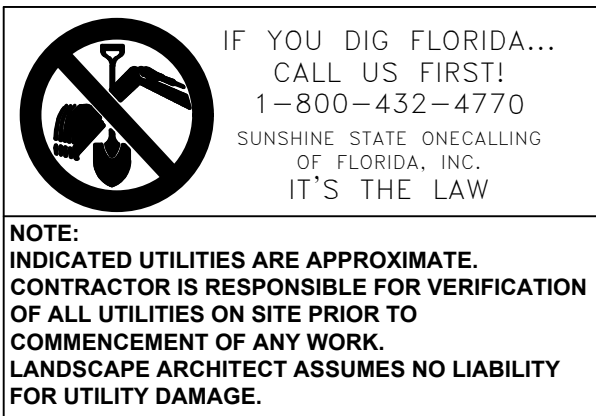 IF YOU DIG FLORIDA...
CALL US FIRST!
1-800-432-4770
SUNSHINE STATE ONECALLING
OF FLORIDA, INC.
IT'S THE LAW
NOTE:
INDICATED UTILITIES ARE APPROXIMATE.
CONTRACTOR IS RESPONSIBLE FOR VERIFICATION
OF ALL UTILITIES ON SITE PRIOR TO
COMMENCEMENT OF ANY WORK.
LANDSCAPE ARCHITECT ASSUMES NO LIABILITY
FOR UTILITY DAMAGE.